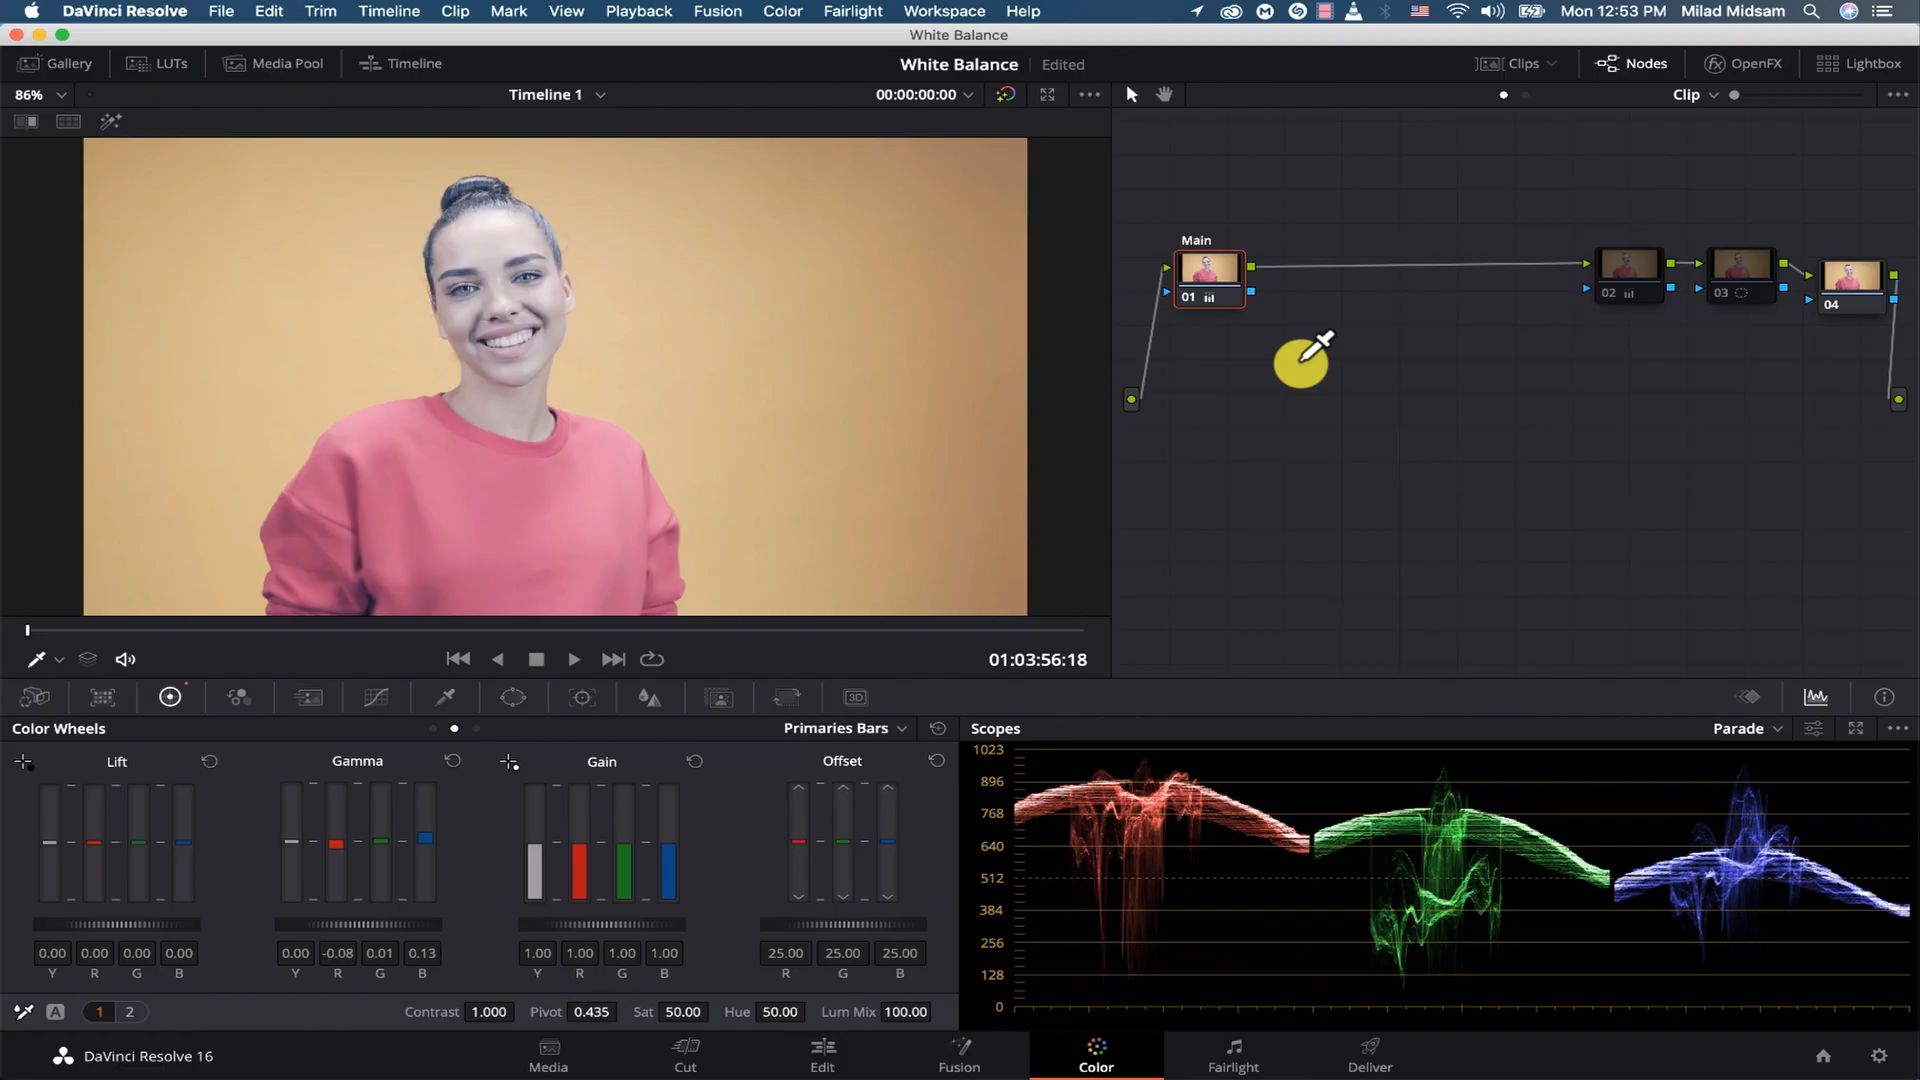 DaVinci Resolve File Edit Trim Timeline Clip Mark View Playback Fusion Color Fairlight Workspace Help Mon 12:53 PM Milad Midsam
White Balance
Gallery LUTs Media Pool Timeline White Balance Edited Clips Nodes OpenFX Lightbox
86% Timeline 1 00:00:00:00 Clip
Main
01
02
03
04
01:03:56:18
3D
Color Wheels Primaries Bars Scopes Parade
Lift Gamma Gain Offset
1023
896
768
640
512
384
256
128
0
0.00 0.00 0.00 0.00 0.00 -0.08 0.01 0.13 1.00 1.00 1.00 1.00 25.00 25.00 25.00
Y R G B Y R G B Y R G B R G B
A 1 2 Contrast 1.000 Pivot 0.435 Sat 50.00 Hue 50.00 Lum Mix 100.00
DaVinci Resolve 16 Media Cut Edit Fusion Color Fairlight Deliver